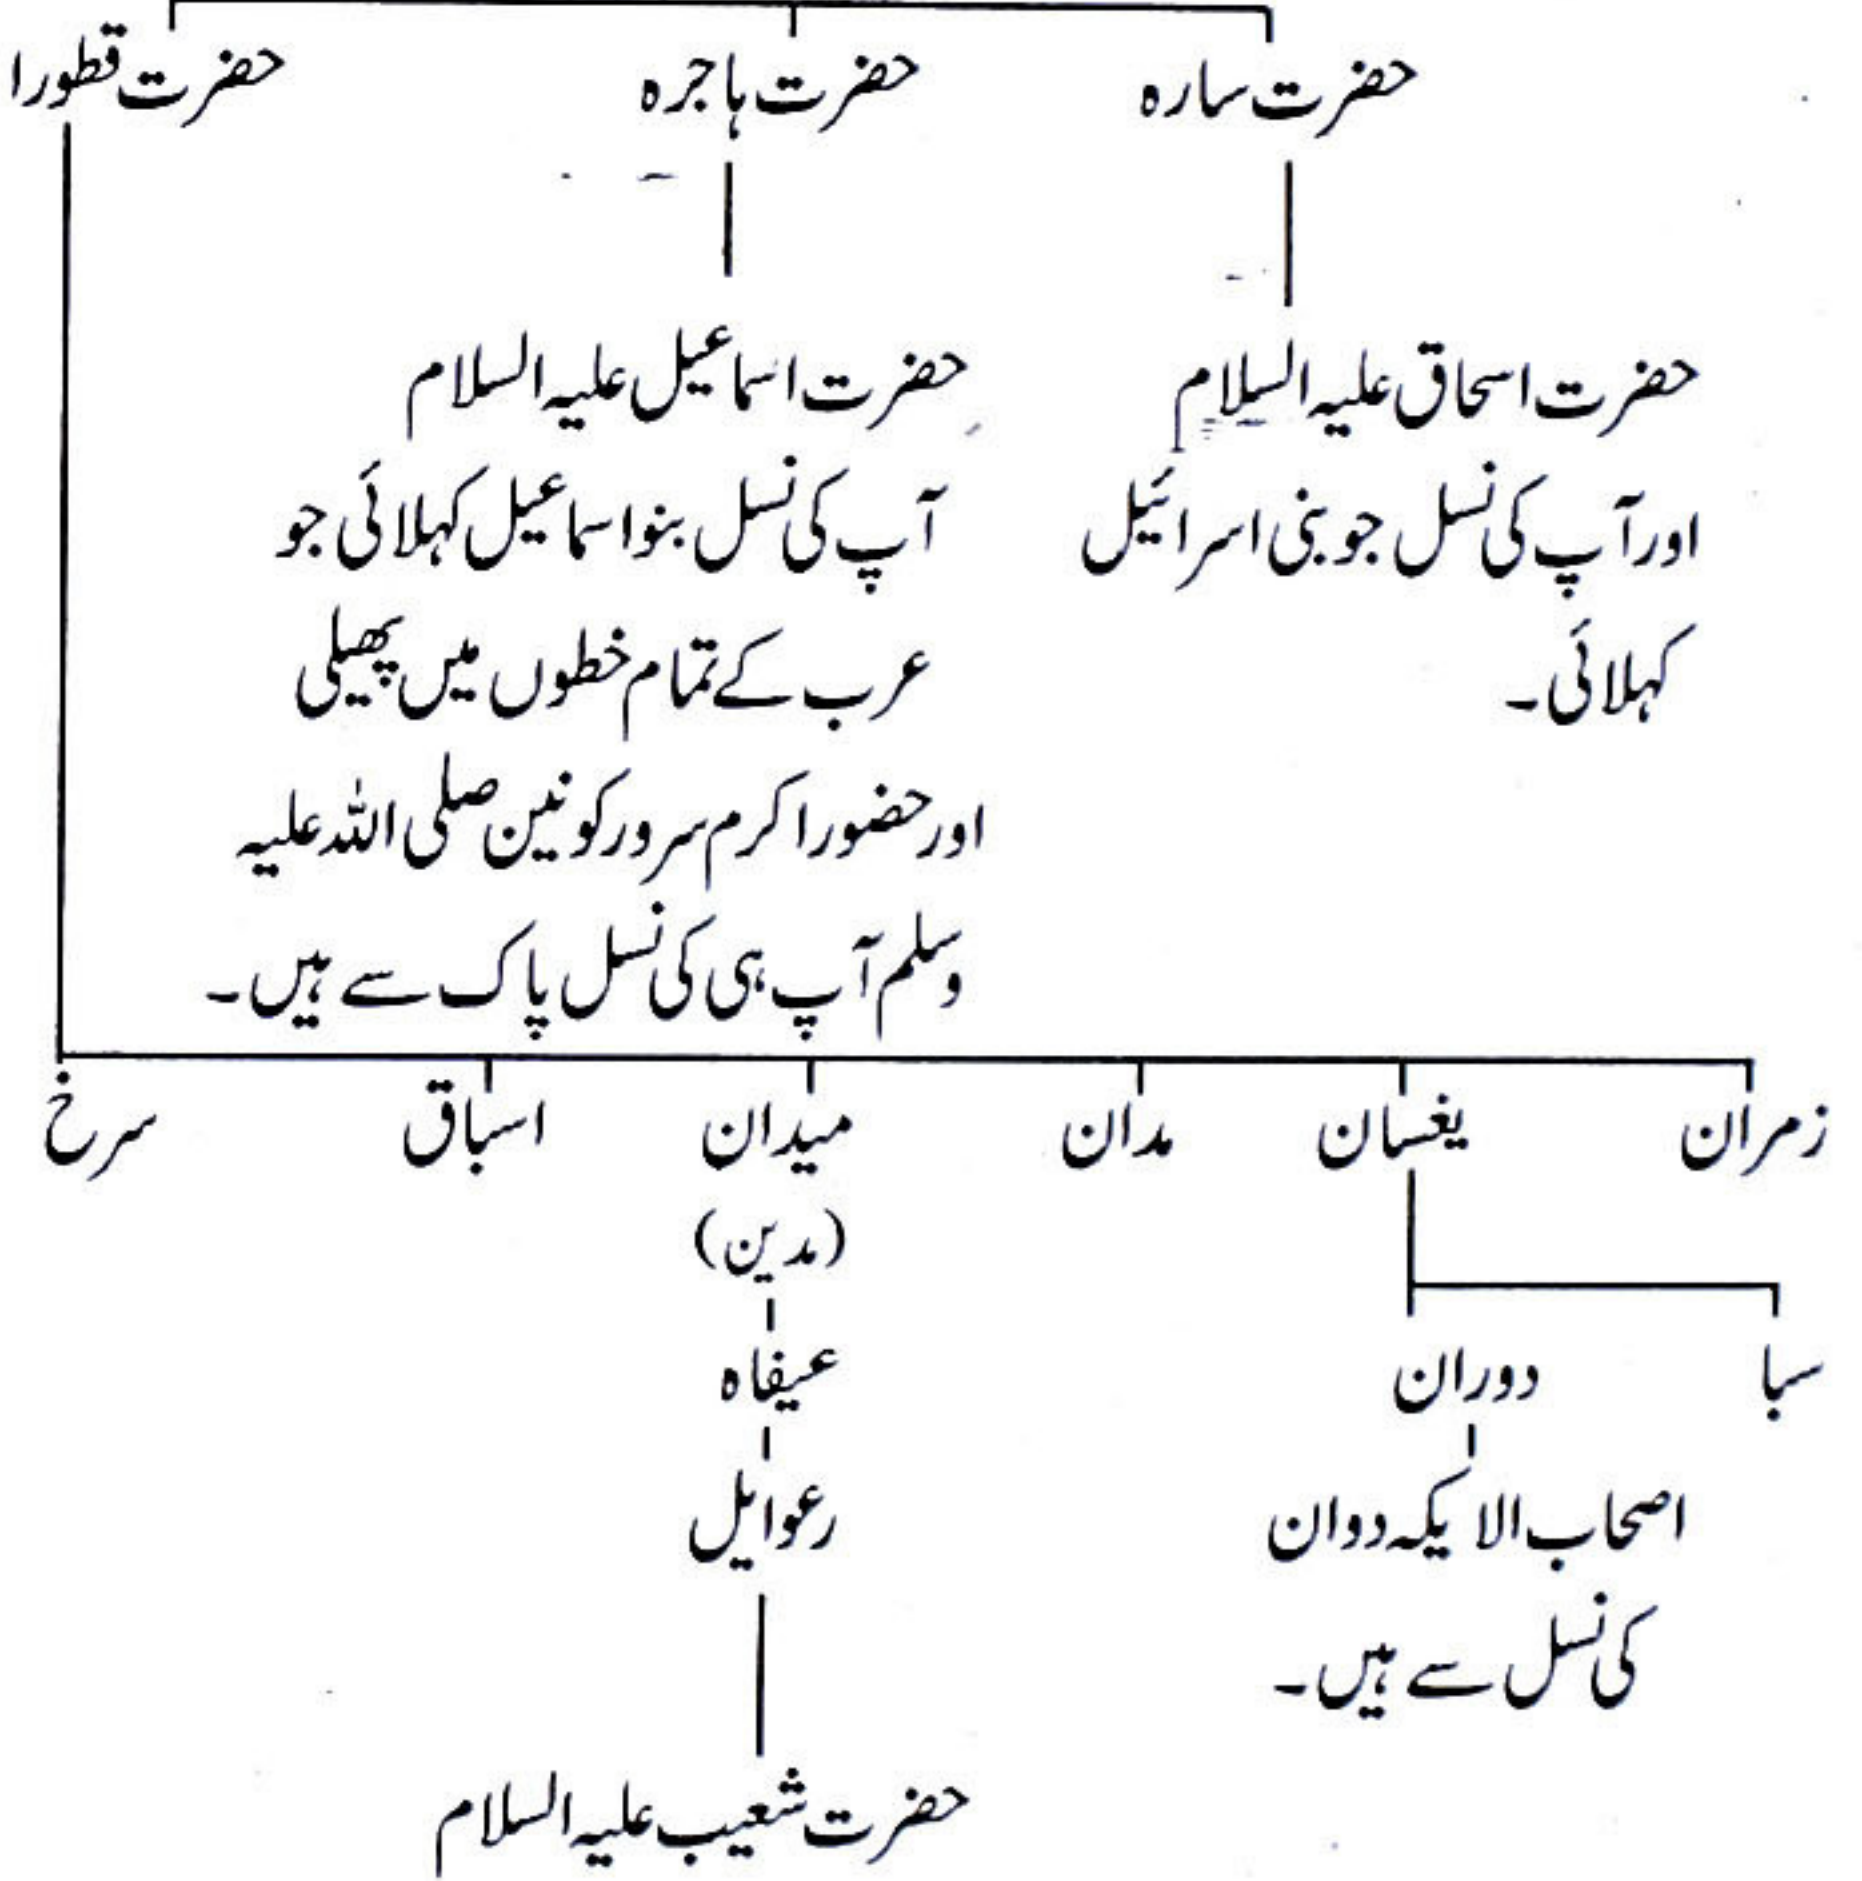 حضرت سارہ
حضرت ہاجرہ
حضرت قطورا
حضرت اسحاق علیہ السلام
اور آپ کی نسل جو بنی اسرائیل
کہلائی۔
حضرت اسماعیل علیہ السلام
آپ کی نسل بنو اسماعیل کہلائی جو
عرب کے تمام خطوں میں پھیلی
اور حضور اکرم سرور کونین صلی اللہ علیہ
وسلم آپ ہی کی نسل پاک سے ہیں۔
زمران
یغسان
مدان
میدان
(مدین)
اسباق
سرخ
سبا
دوران
اصحاب الایکہ دوان
کی نسل سے ہیں۔
عیفاہ
رعوایل
حضرت شعیب علیہ السلام